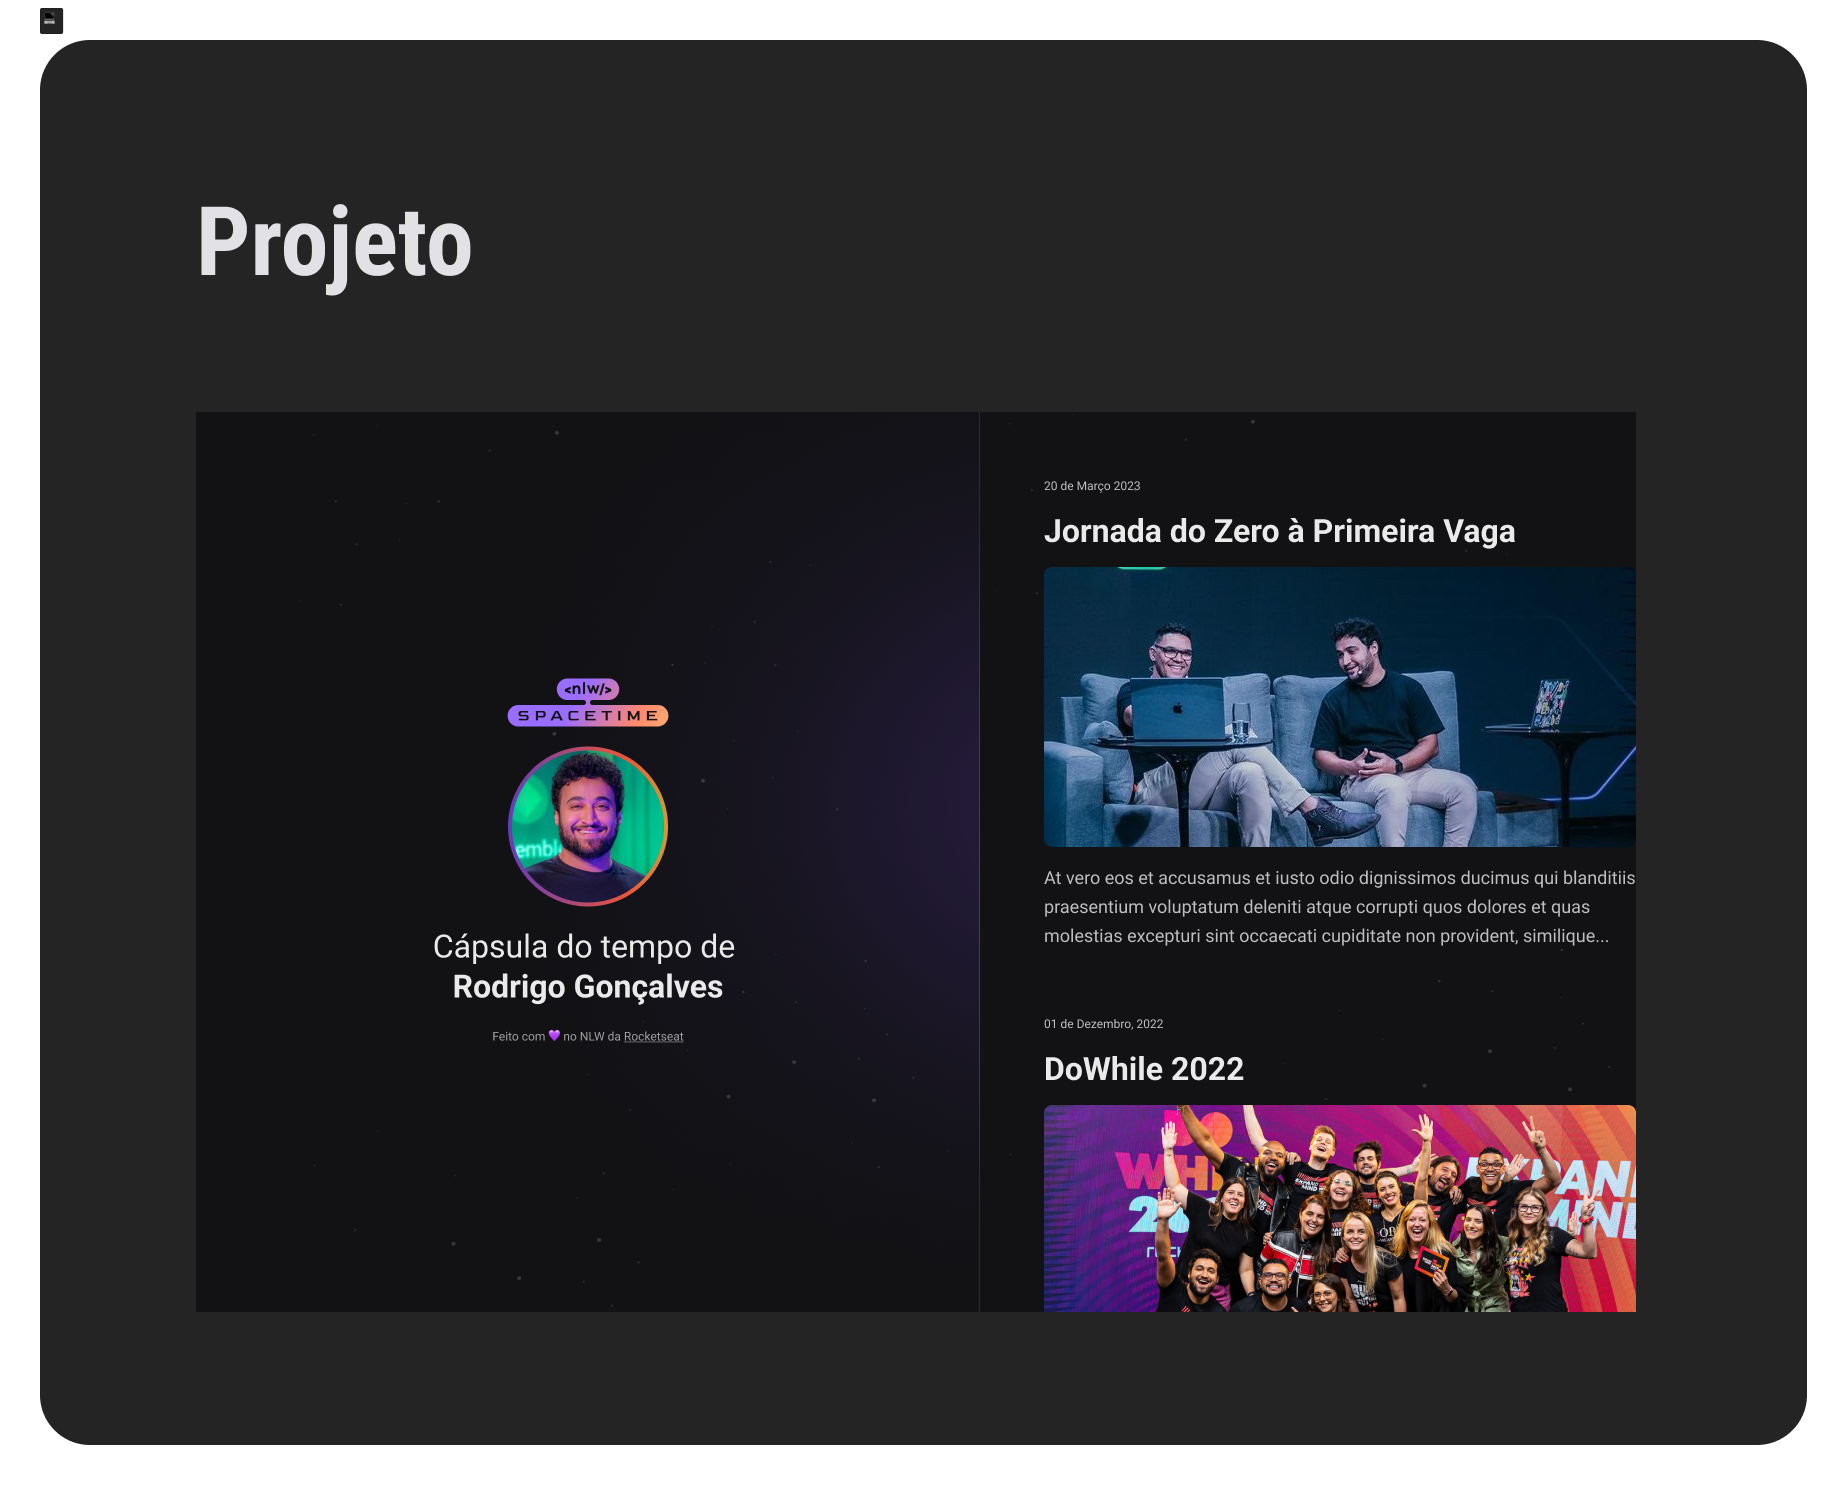 Projeto
<nlw/>
SPACETIME
Cápsula do tempo de
Rodrigo Gonçalves
Feito com 💜 no NLW da Rocketseat
20 de Março 2023
Jornada do Zero à Primeira Vaga
At vero eos et accusamus et iusto odio dignissimos ducimus qui blanditiis
praesentium voluptatum deleniti atque corrupti quos dolores et quas
molestias excepturi sint occaecati cupiditate non provident, similique...
01 de Dezembro, 2022
DoWhile 2022